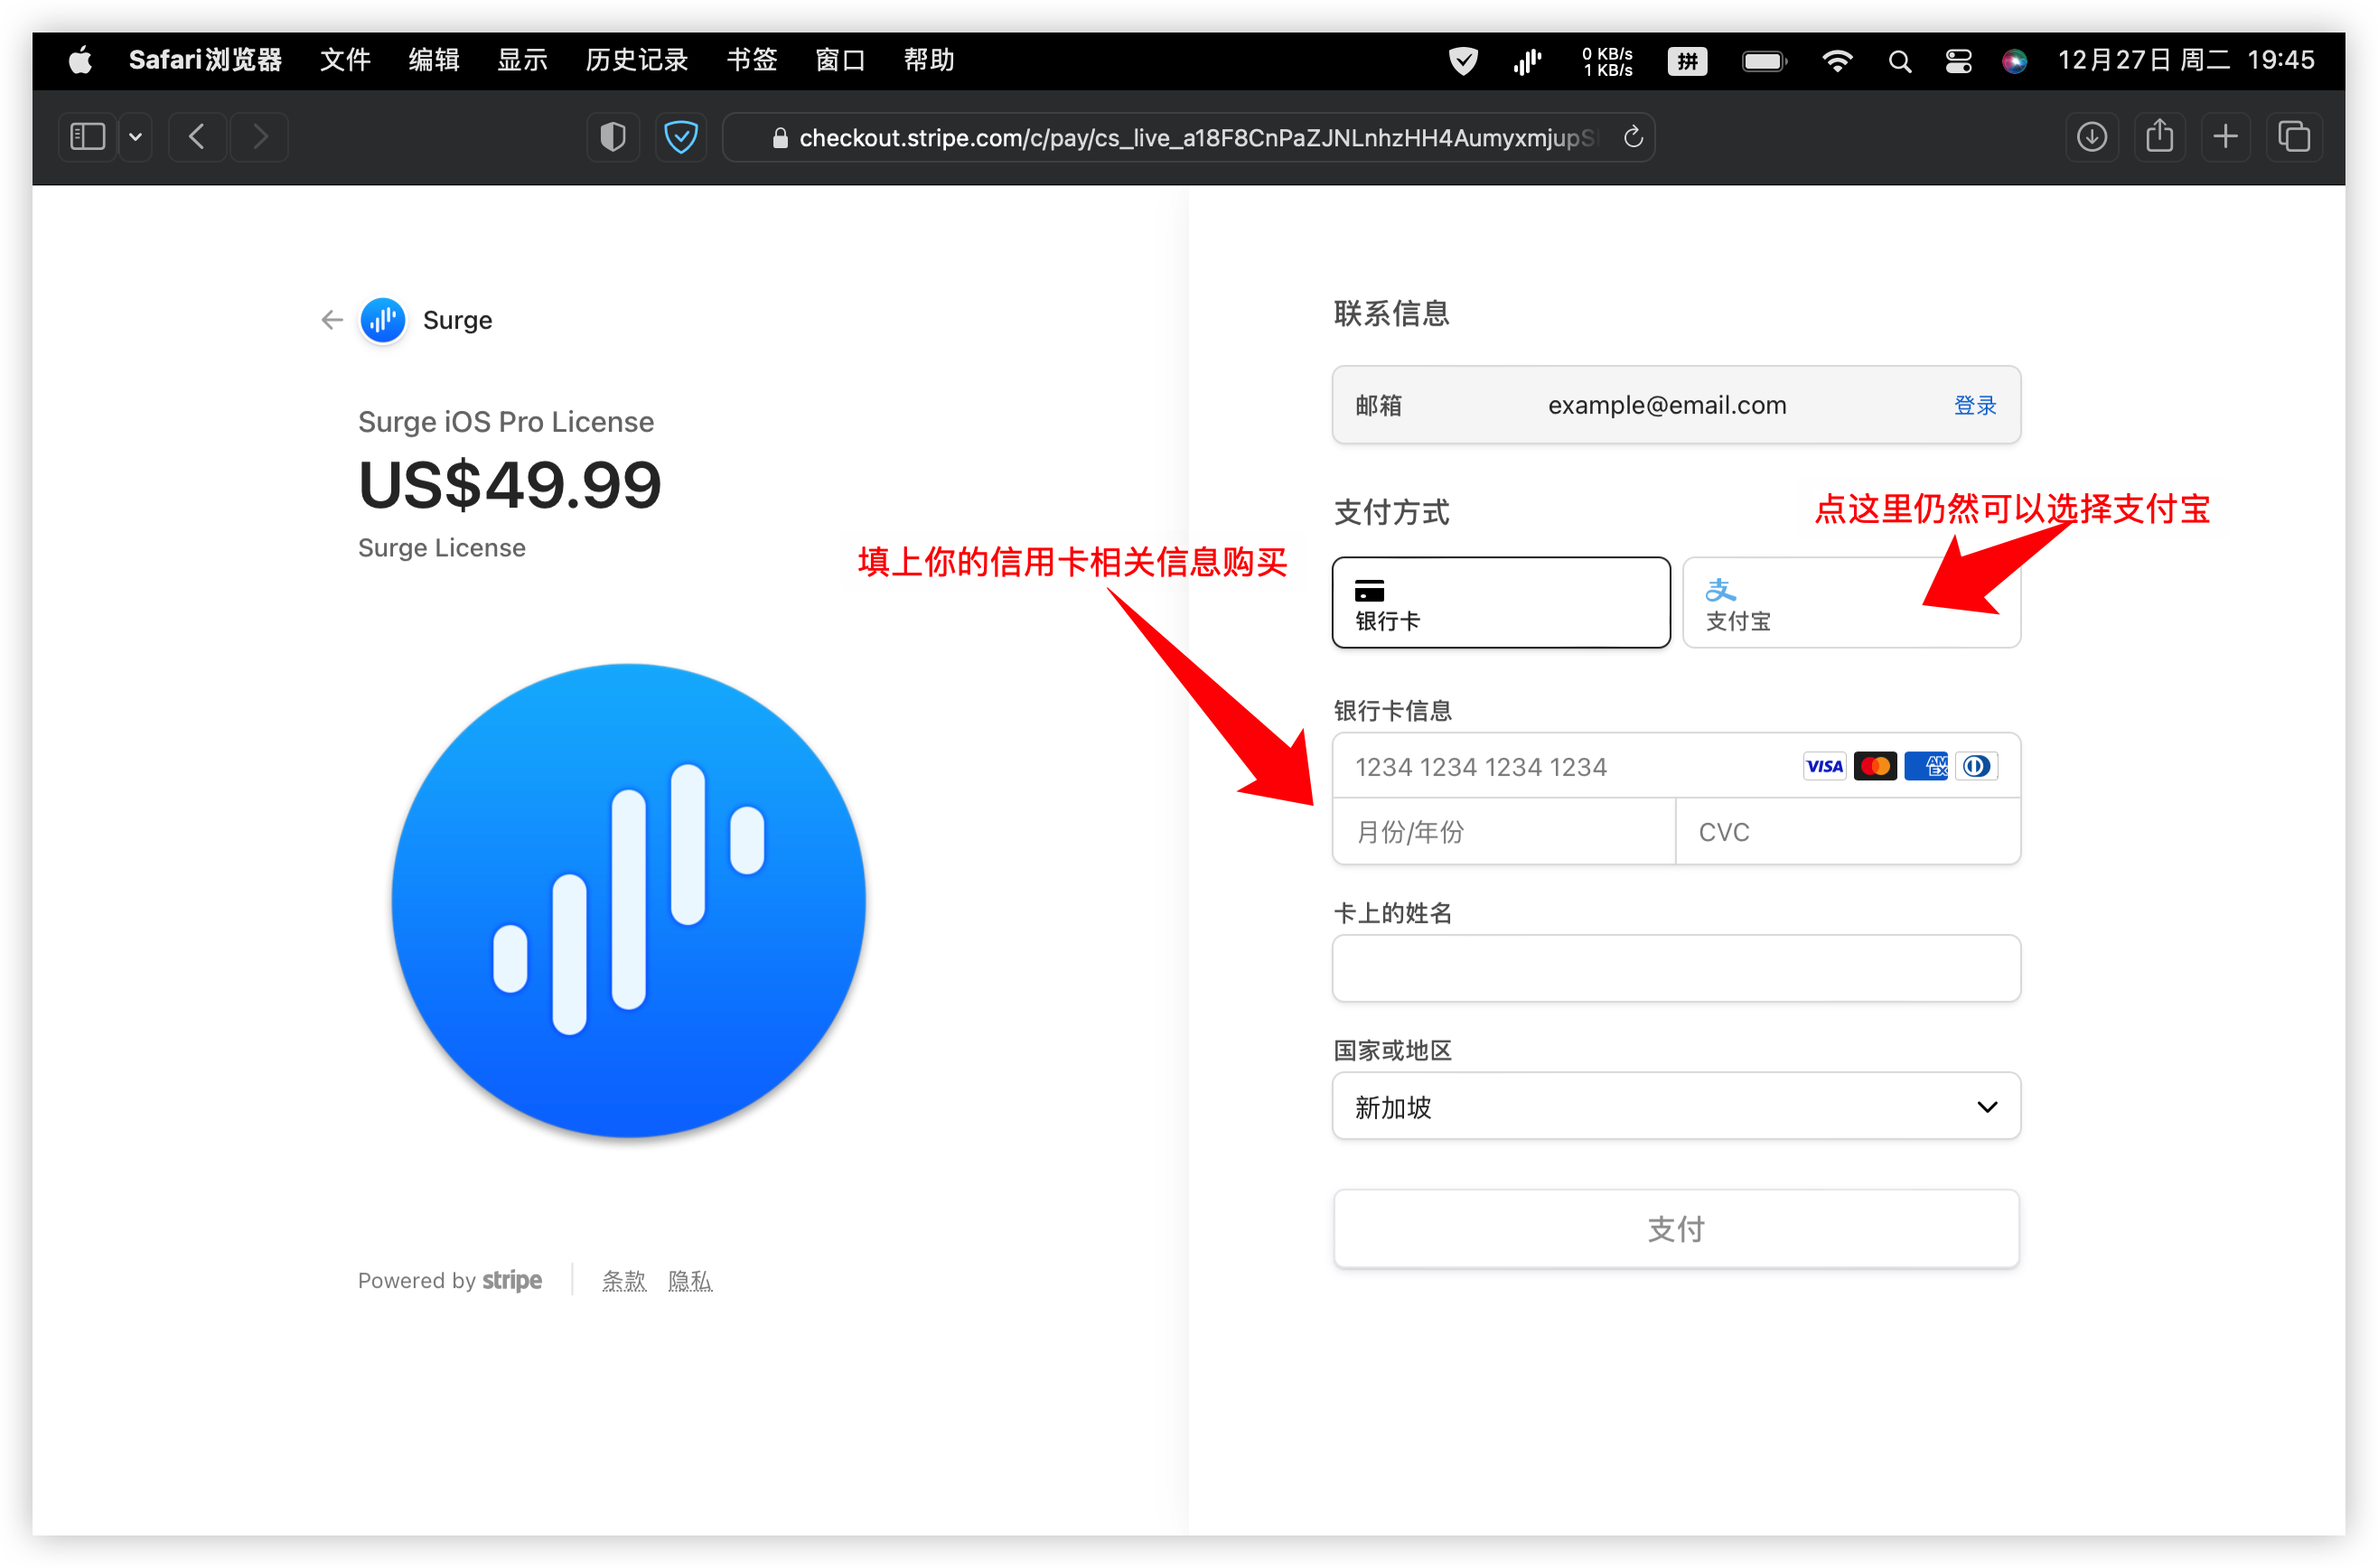 Safari浏览器 文件 编辑 显示 历史记录 书签 窗口 帮助 0 KB/s 1 KB/s 拼 12月27日 周二 19:45
checkout.stripe.com/c/pay/cs_live_a18F8CnPaZJNLnhzHH4AumyxmjupS
Surge
Surge iOS Pro License
US$49.99
Surge License
填上你的信用卡相关信息购买
Powered by stripe 条款 隐私
联系信息
邮箱 example@email.com 登录
支付方式
点这里仍然可以选择支付宝
银行卡
支
支付宝
银行卡信息
1234 1234 1234 1234 VISA AMEX
月份/年份 CVC
卡上的姓名
国家或地区
新加坡
支付